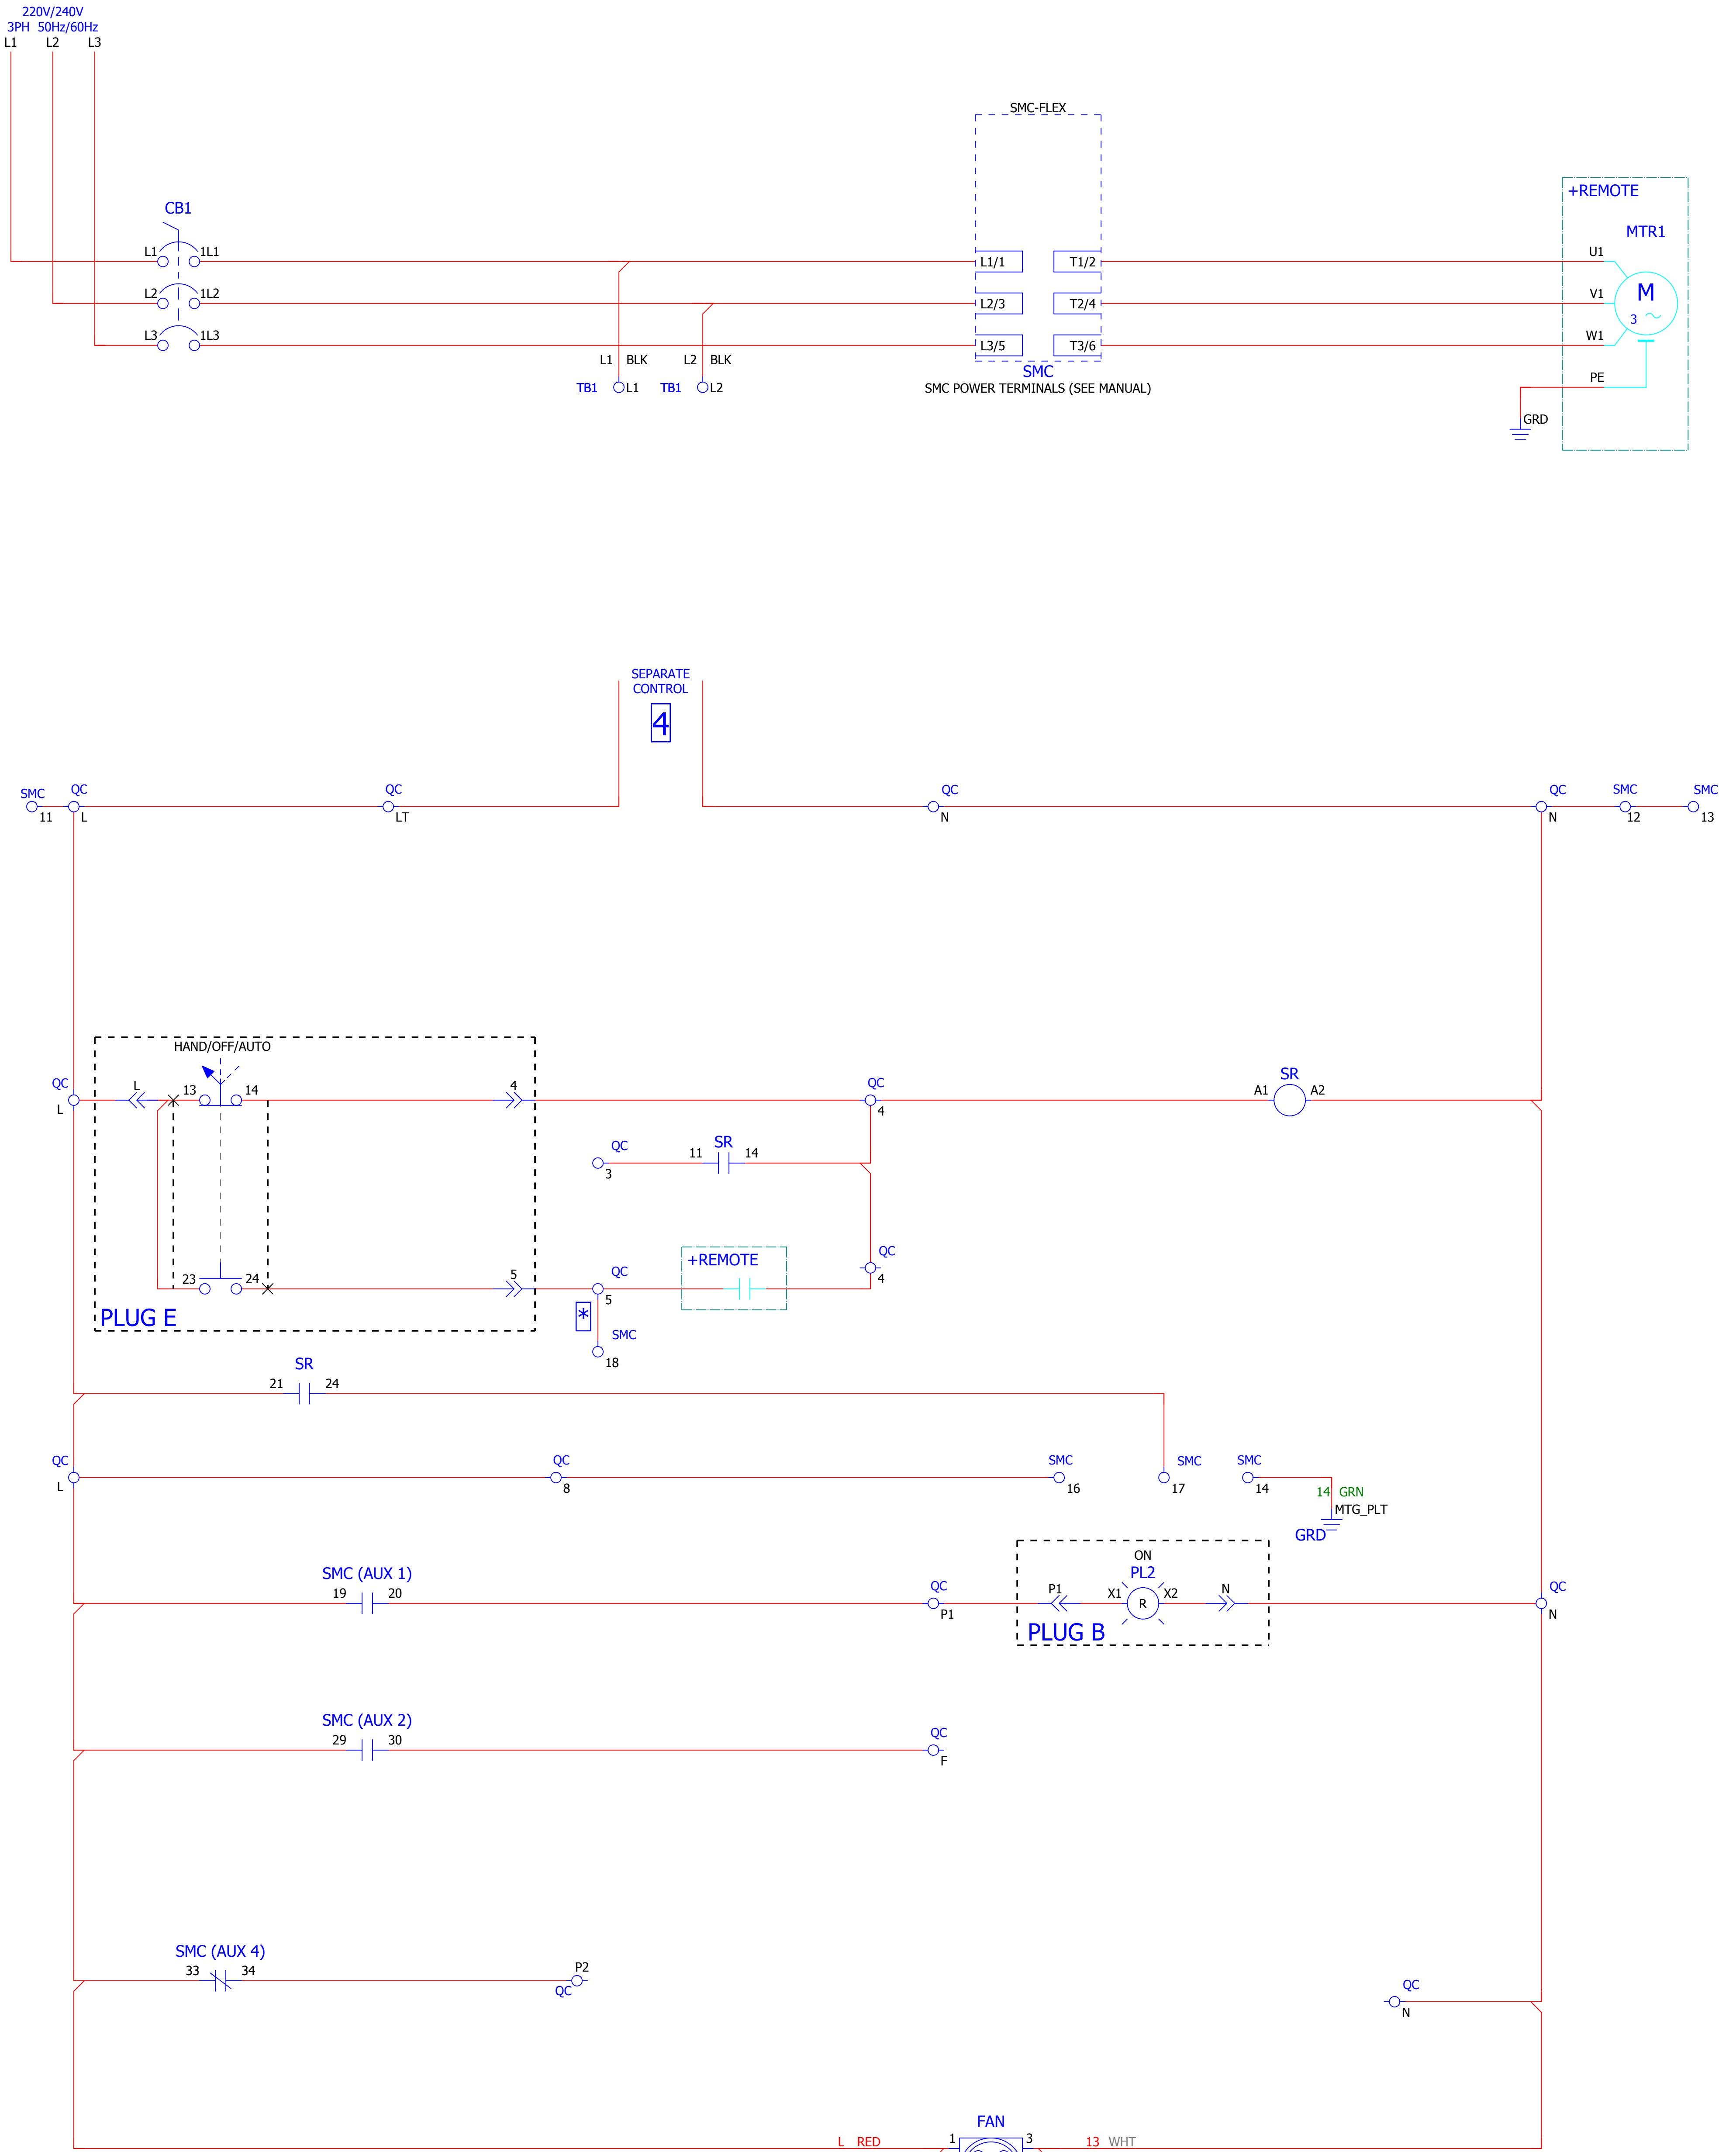 220V/240V
3PH 50Hz/60Hz
L1 L2 L3
SMC-FLEX
+REMOTE
CB1
MTR1
L1 1L1 L1/1 T1/2 U1
L2 1L2 L2/3 T2/4 V1
M
3
L3 1L3 L3/5 T3/6 W1
L1 BLK L2 BLK
SMC
TB1 L1 TB1 L2
SMC POWER TERMINALS (SEE MANUAL)
PE
GRD
SEPARATE
CONTROL
4
SMC QC QC QC QC SMC SMC
11 L LT N N 12 13
HAND/OFF/AUTO
QC L 13 14 4 QC A1 SR A2
L 4
QC 11 SR 14
3
+REMOTE QC
4
23 24 5 QC
5
PLUG E * SMC
18
SR
21 24
QC QC SMC SMC SMC
L 8 16 17 14
14 GRN
MTG_PLT
GRD
ON
SMC (AUX 1) PL2
19 20 QC P1 X1 R X2 N QC
P1 N
PLUG B
SMC (AUX 2)
29 30 QC
F
SMC (AUX 4)
33 34 P2
QC QC
N
FAN
L RED 1 3 13 WHT